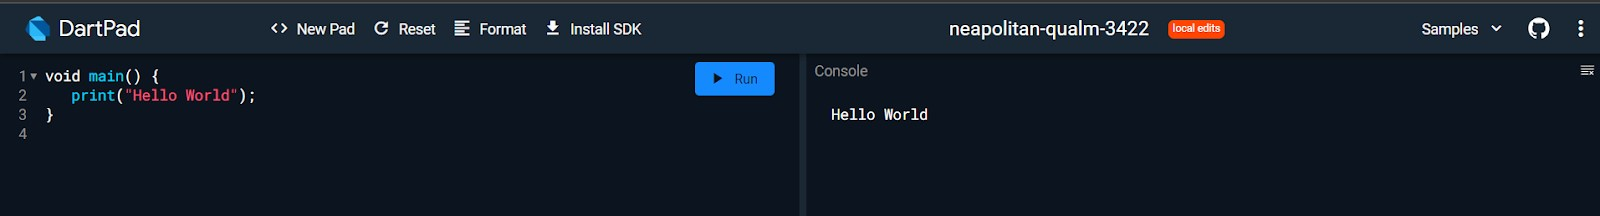 DartPad <> New Pad Reset Format Install SDK neapolitan-qualm-3422 local edits Samples
1 void main() {
2 print("Hello World");
3 }
4
Run
Console
Hello World